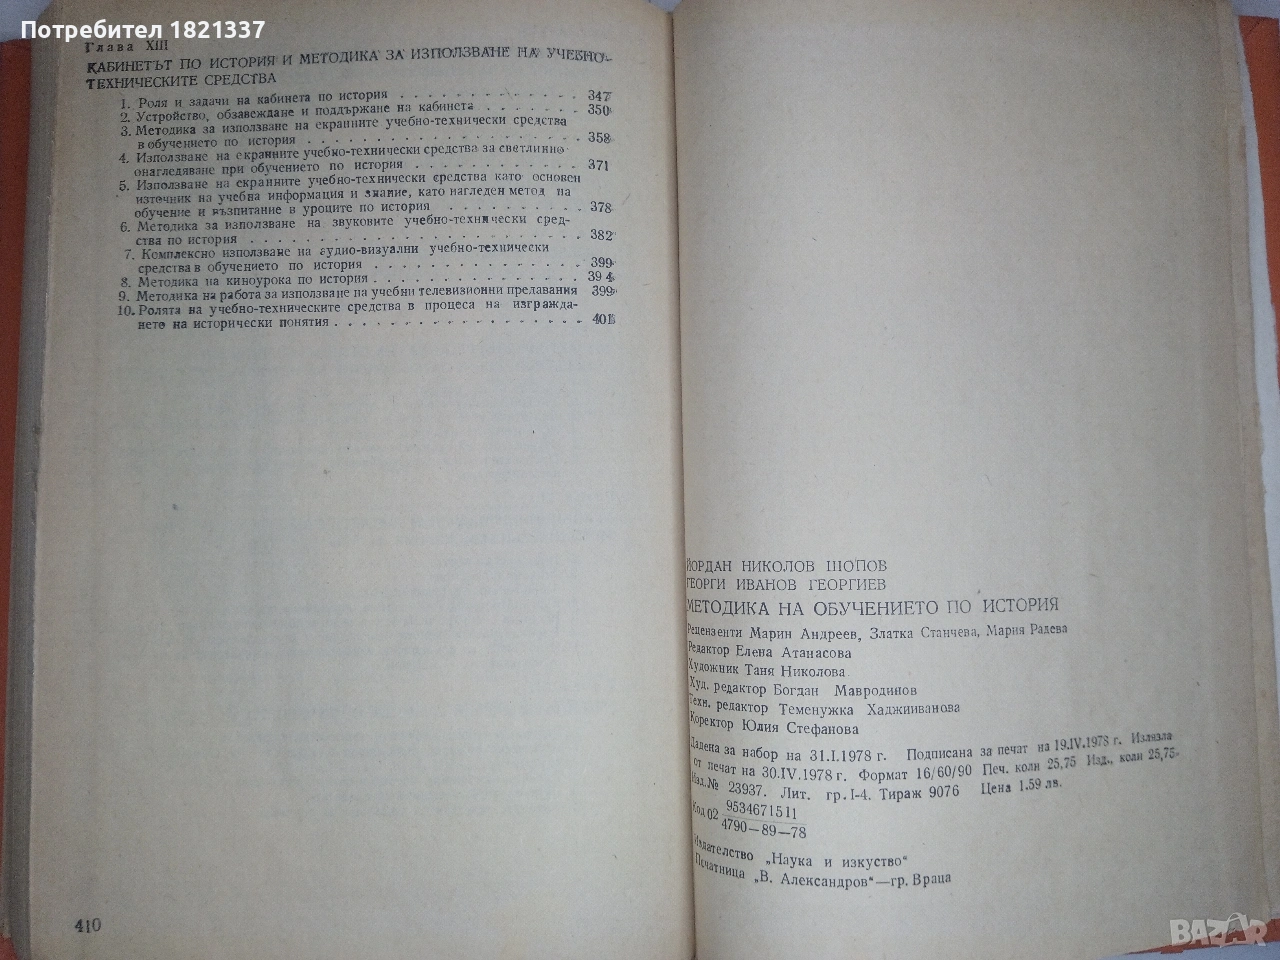 Потребител 1821337
Глава XIII
КАБИНЕТЪТ ПО ИСТОРИЯ И МЕТОДИКА ЗА ИЗПОЛЗВАНЕ НА УЧЕБНО-
ТЕХНИЧЕСКИТЕ СРЕДСТВА
1. Роля и задачи на кабинета по история . . . . . . . . . . . . . 347
2. Устройство, обзавеждане и поддържане на кабинета . . . . . . . 350
3. Методика за използване на екранните учебно-технически средства
в обучението по история . . . . . . . . . . . . . . . . . . . . 358
4. Използване на екранните учебно-технически средства за светлинно
онагледяване при обучението по история . . . . . . . . . . . . 371
5. Използване на екранните учебно-технически средства като основен
източник на учебна информация и знание, като нагледен метод на
обучение и възпитание в уроците по история . . . . . . . . . . 378
6. Методика за използване на звуковите учебно-технически сред-
ства по история . . . . . . . . . . . . . . . . . . . . . . . 382
7. Комплексно използване на аудио-визуални учебно-технически
средства в обучението по история . . . . . . . . . . . . . . . 399
8. Методика на киноурока по история . . . . . . . . . . . . . . . 394
9. Методика на работа за използване на учебни телевизионни предавания 399
10. Ролята на учебно-техническите средства в процеса на изгражда-
нето на исторически понятия . . . . . . . . . . . . . . . . . . 401
410
ЙОРДАН НИКОЛОВ ШОПОВ
ГЕОРГИ ИВАНОВ ГЕОРГИЕВ
МЕТОДИКА НА ОБУЧЕНИЕТО ПО ИСТОРИЯ
Рецензенти Марин Андреев, Златка Станчева, Мария Радева
Редактор Елена Атанасова
Художник Таня Николова
Худ. редактор Богдан Мавродинов
Техн. редактор Теменужка Хаджииванова
Коректор Юлия Стефанова
Дадена за набор на 31.I.1978 г. Подписана за печат на 19.IV.1978 г. Излязла
от печат на 30.IV.1978 г. Формат 16/60/90 Печ. коли 25,75 Изд. коли 25,75
Изд. № 23937. Лит. гр. I-4. Тираж 9076 Цена 1.59 лв.
Код 02 9534671511
4790—89—78
Издателство „Наука и изкуство“
Печатница „В. Александров“—гр. Враца
BAZAR